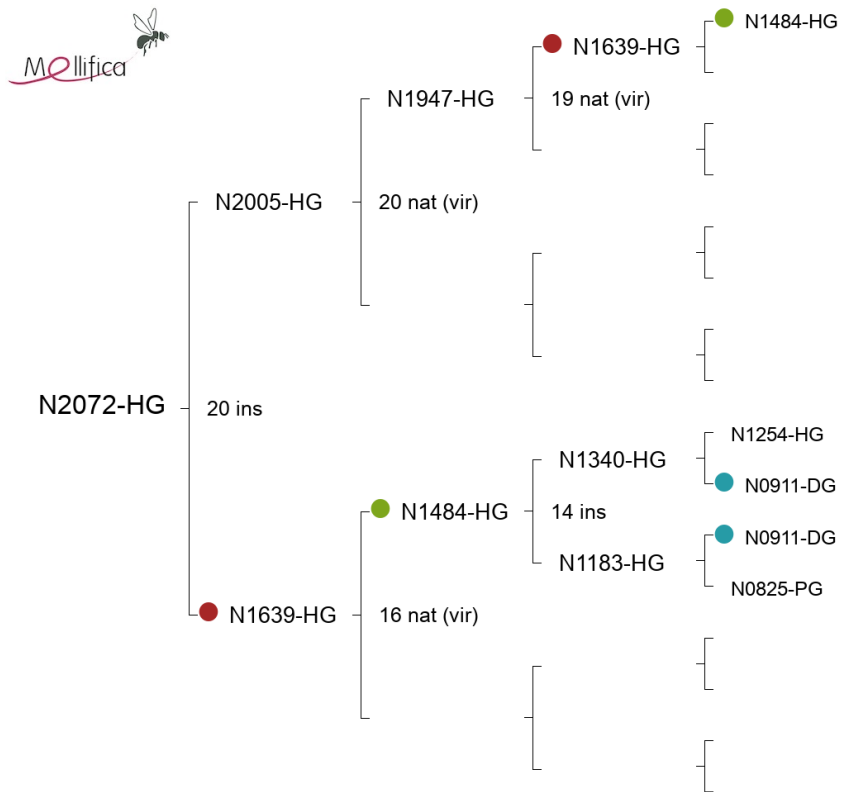 Mellifica
N1484-HG
N1639-HG
N1947-HG
19 nat (vir)
N2005-HG
20 nat (vir)
N2072-HG
20 ins
N1254-HG
N1340-HG
N0911-DG
N1484-HG
14 ins
N0911-DG
N1183-HG
N0825-PG
N1639-HG
16 nat (vir)